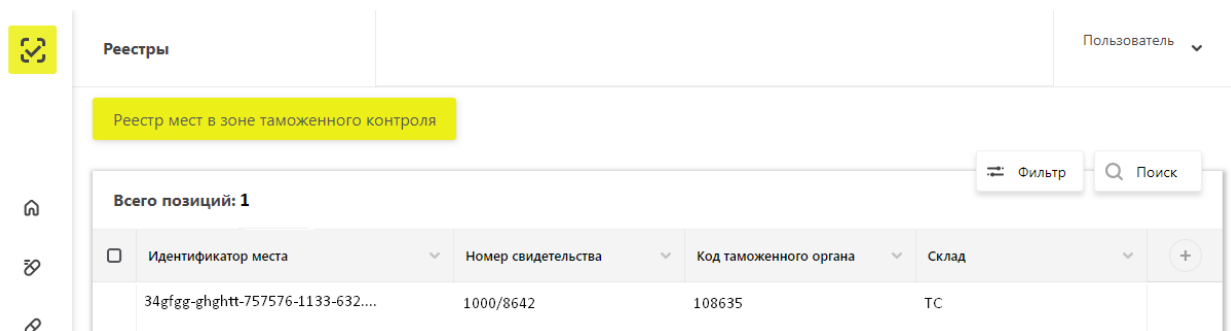 Реестры
Пользователь
Реестр мест в зоне таможенного контроля
Фильтр
Поиск
Всего позиций: 1
Идентификатор места Номер свидетельства Код таможенного органа Склад
34gfgg-ghghtt-757576-1133-632.... 1000/8642 108635 ТС